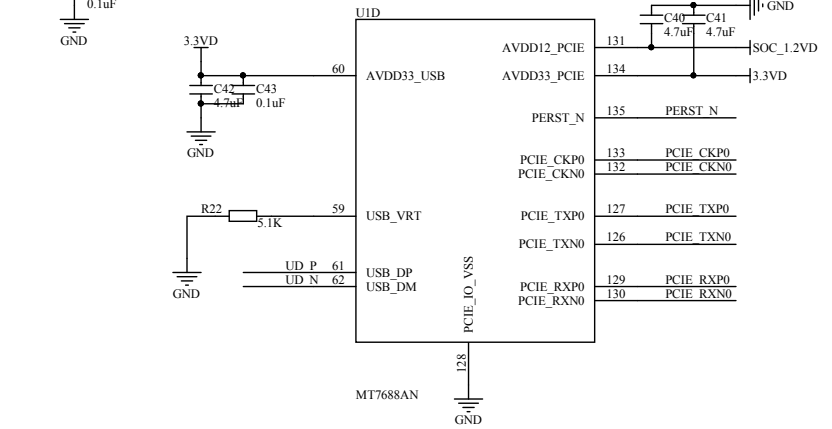 0.1uF
GND
U1D
C40
C41
4.7uF
4.7uF
GND
3.3VD
AVDD12_PCIE
131
SOC_1.2VD
60
AVDD33_USB
AVDD33_PCIE
134
3.3VD
C42
C43
4.7uF
0.1uF
PERST_N
135
PERST_N
GND
PCIE_CKP0
133
PCIE_CKP0
PCIE_CKN0
132
PCIE_CKN0
R22
5.1K
59
USB_VRT
PCIE_TXP0
127
PCIE_TXP0
PCIE_TXN0
126
PCIE_TXN0
UD_P
61
USB_DP
UD_N
62
USB_DM
GND
PCIE_IO_VSS
PCIE_RXP0
129
PCIE_RXP0
PCIE_RXN0
130
PCIE_RXN0
128
MT7688AN
GND